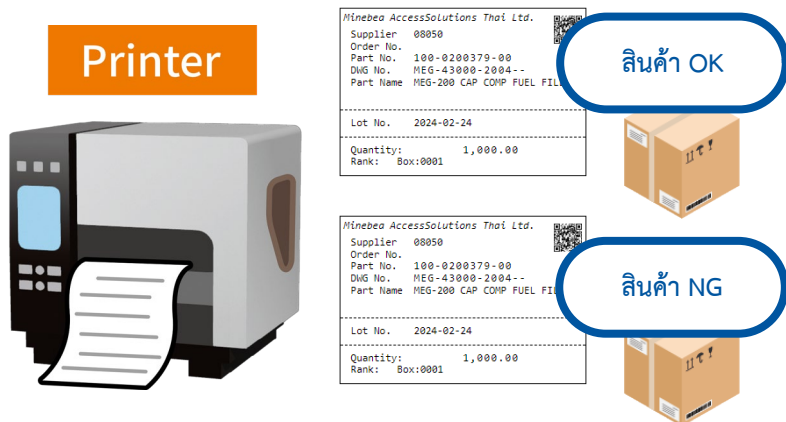 Printer
Minebea AccessSolutions Thai Ltd.
Supplier 08050
Order No.
Part No. 100-0200379-00
DWG No. MEG-43000-2004--
Part Name MEG-200 CAP COMP FUEL
Lot No. 2024-02-24
Quantity: 1,000.00
Rank: Box:0001
สินค้า OK
Minebea AccessSolutions Thai Ltd.
Supplier 08050
Order No.
Part No. 100-0200379-00
DWG No. MEG-43000-2004--
Part Name MEG-200 CAP COMP FUEL
Lot No. 2024-02-24
Quantity: 1,000.00
Rank: Box:0001
สินค้า NG